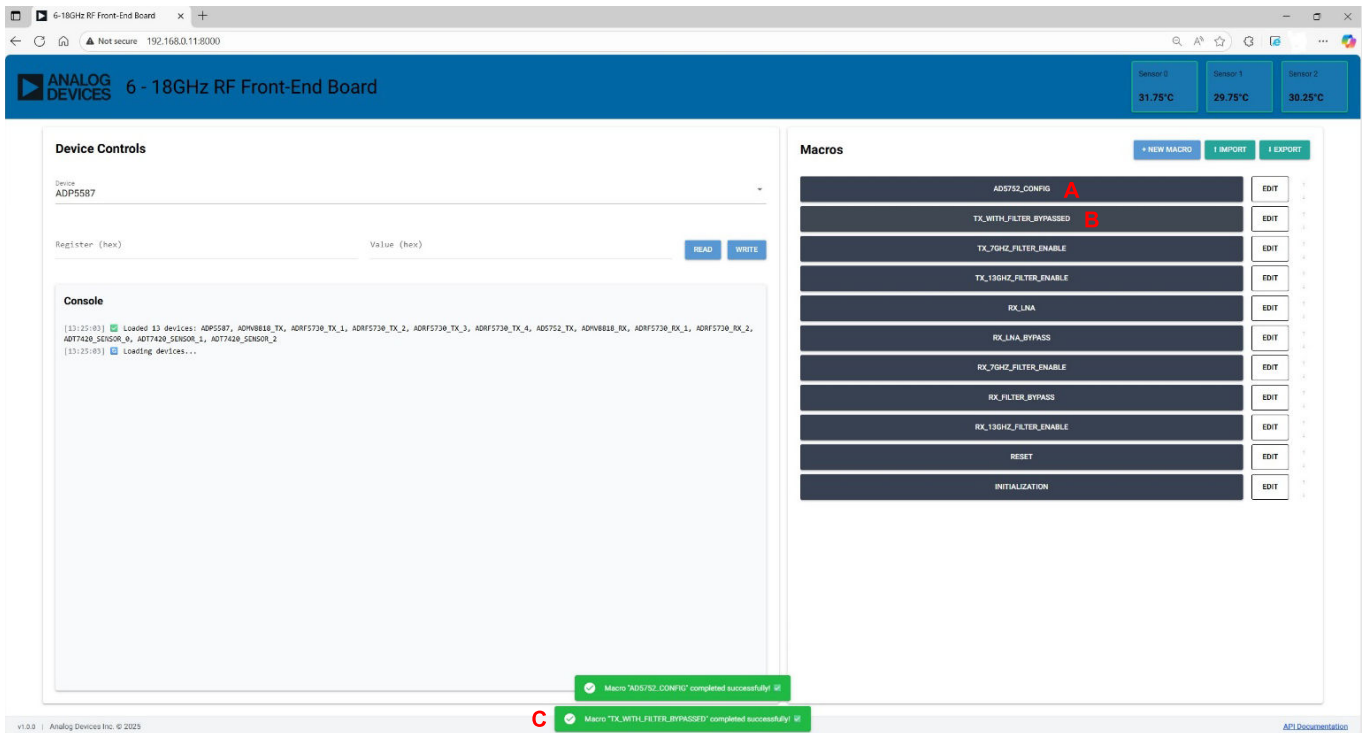 6-18GHz RF Front-End Board
Not secure 192.168.0.11:8000
ANALOG DEVICES
6 - 18GHz RF Front-End Board
Sensor 0 Sensor 1 Sensor 2
31.75°C 29.75°C 30.25°C
Device Controls
Device
ADP5587
Register (hex) Value (hex) READ WRITE
Console
[13:25:03] Loaded 13 devices: ADP5587, ADMV8818_TX, ADRF5730_TX_1, ADRF5730_TX_2, ADRF5730_TX_3, ADRF5730_TX_4, AD5752_TX, ADMV8818_RX, ADRF5730_RX_1, ADRF5730_RX_2,
ADT7420_SENSOR_0, ADT7420_SENSOR_1, ADT7420_SENSOR_2
[13:25:03] Loading devices...
Macros + NEW MACRO ↑ IMPORT ↓ EXPORT
AD5752_CONFIG A EDIT
TX_WITH_FILTER_BYPASSED B EDIT
TX_7GHZ_FILTER_ENABLE EDIT
TX_13GHZ_FILTER_ENABLE EDIT
RX_LNA EDIT
RX_LNA_BYPASS EDIT
RX_7GHZ_FILTER_ENABLE EDIT
RX_FILTER_BYPASS EDIT
RX_13GHZ_FILTER_ENABLE EDIT
RESET EDIT
INITIALIZATION EDIT
Macro "AD5752_CONFIG" completed successfully!
C Macro "TX_WITH_FILTER_BYPASSED" completed successfully!
v1.0.0 | Analog Devices Inc. © 2025
API Documentation